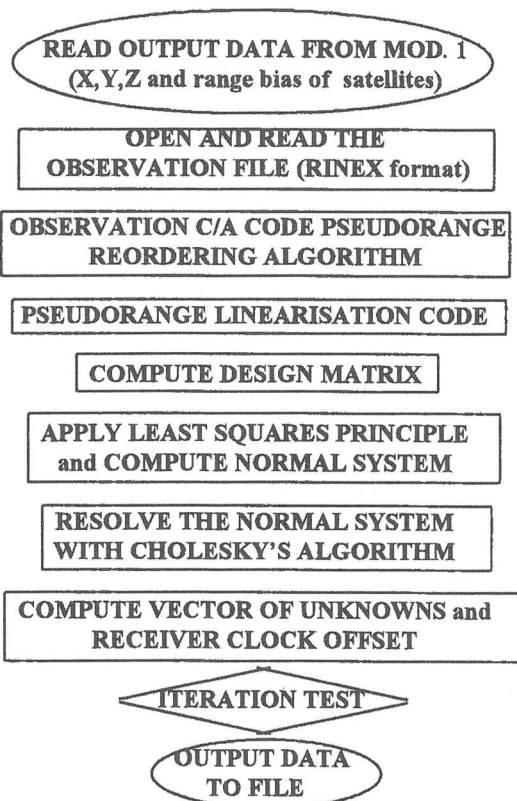 READ OUTPUT DATA FROM MOD. 1
(X,Y,Z and range bias of satellites)
OPEN AND READ THE
OBSERVATION FILE (RINEX format)
OBSERVATION C/A CODE PSEUDORANGE
REORDERING ALGORITHM
PSEUDORANGE LINEARISATION CODE
COMPUTE DESIGN MATRIX
APPLY LEAST SQUARES PRINCIPLE
and COMPUTE NORMAL SYSTEM
RESOLVE THE NORMAL SYSTEM
WITH CHOLESKY'S ALGORITHM
COMPUTE VECTOR OF UNKNOWNS and
RECEIVER CLOCK OFFSET
ITERATION TEST
OUTPUT DATA
TO FILE